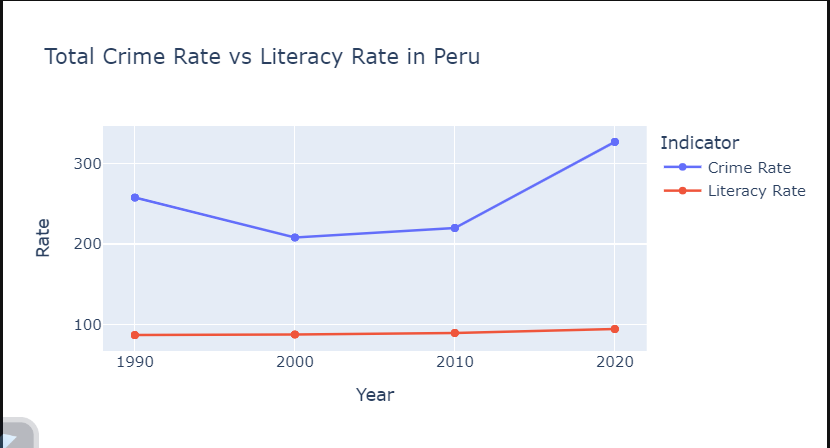 Total Crime Rate vs Literacy Rate in Peru
Indicator
Crime Rate
Literacy Rate
Rate
300
200
100
1990 2000 2010 2020
Year